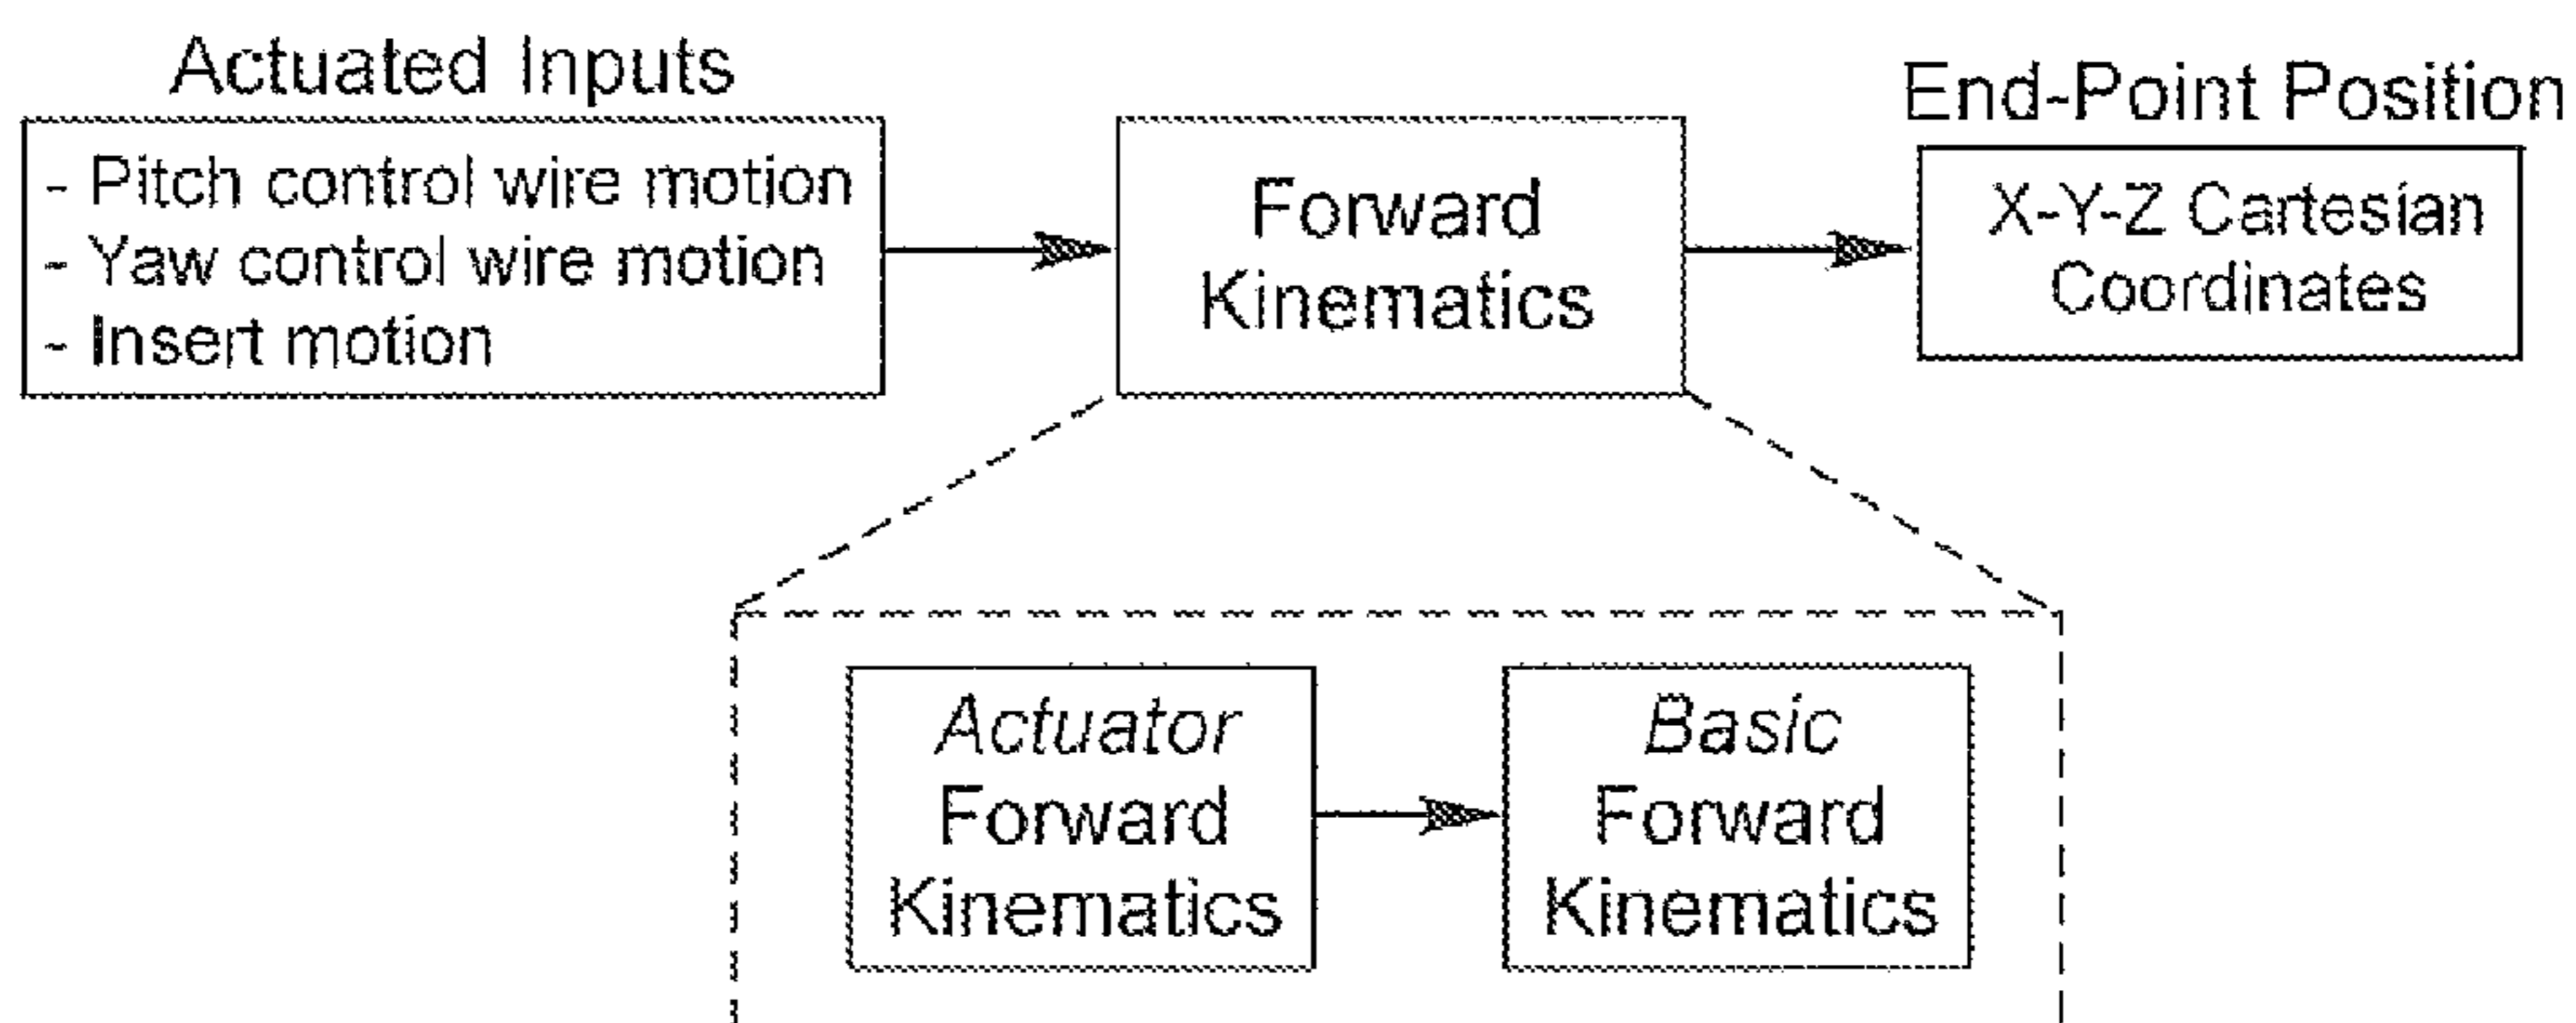 Actuated Inputs
- Pitch control wire motion
- Yaw control wire motion
- Insert motion
Forward
Kinematics
End-Point Position
X-Y-Z Cartesian
Coordinates
Actuator
Forward
Kinematics
Basic
Forward
Kinematics